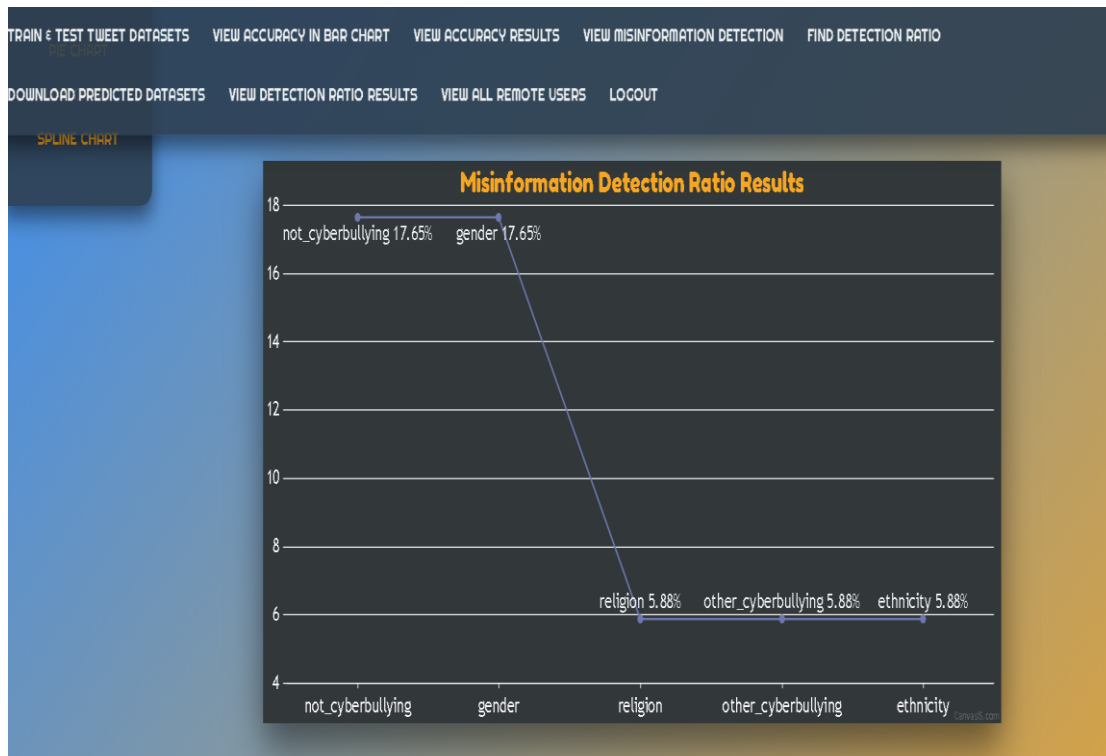 TRAIN & TEST TWEET DATASETS VIEW ACCURACY IN BAR CHART VIEW ACCURACY RESULTS VIEW MISINFORMATION DETECTION FIND DETECTION RATIO
PIE CHART
DOWNLOAD PREDICTED DATASETS VIEW DETECTION RATIO RESULTS VIEW ALL REMOTE USERS LOGOUT
SPLINE CHART
Misinformation Detection Ratio Results
18
not_cyberbullying 17.65% gender 17.65%
16
14
12
10
8
religion 5.88% other_cyberbullying 5.88% ethnicity 5.88%
6
4
not_cyberbullying gender religion other_cyberbullying ethnicity
CanvasJS.com